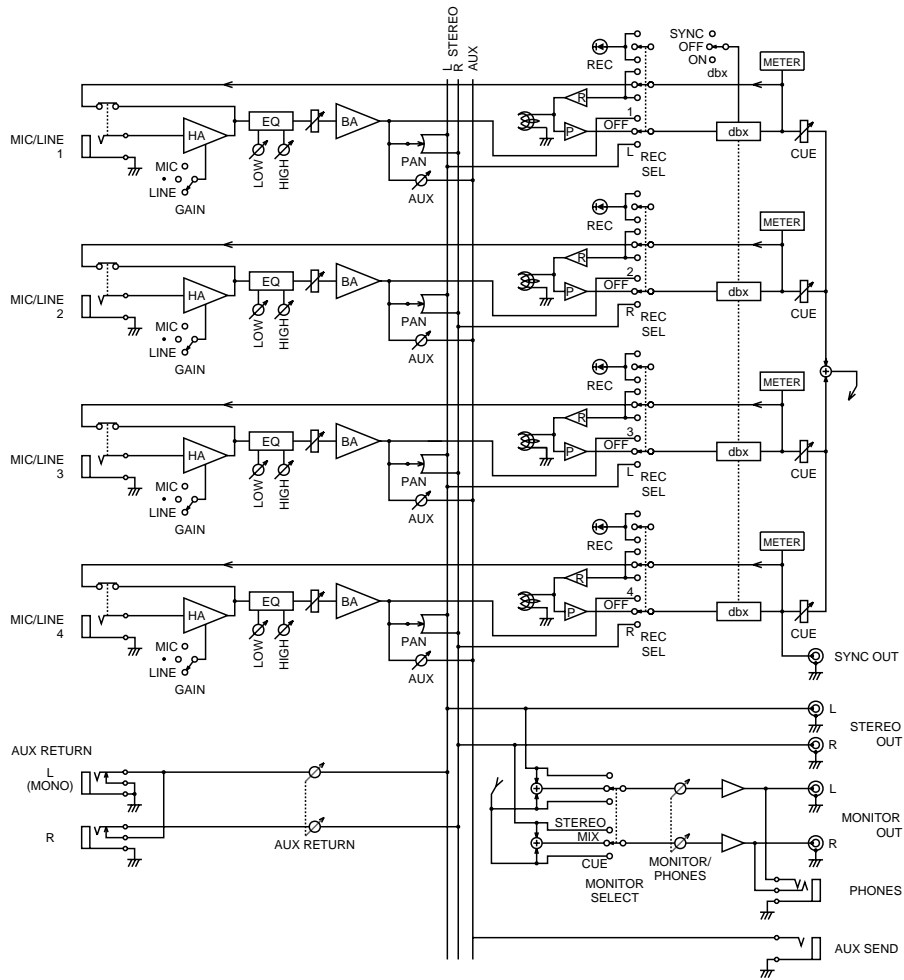 L STEREO
R
AUX
SYNC
OFF
ON
dbx
REC
METER
R
MIC/LINE
1
HA
EQ
BA
P
1
OFF
L
REC
SEL
dbx
CUE
MIC
LINE
GAIN
LOW
HIGH
PAN
AUX
REC
METER
R
MIC/LINE
2
HA
EQ
BA
P
2
OFF
R
REC
SEL
dbx
CUE
MIC
LINE
GAIN
LOW
HIGH
PAN
AUX
REC
METER
R
MIC/LINE
3
HA
EQ
BA
P
3
OFF
L
REC
SEL
dbx
CUE
MIC
LINE
GAIN
LOW
HIGH
PAN
AUX
REC
METER
R
MIC/LINE
4
HA
EQ
BA
P
4
OFF
R
REC
SEL
dbx
CUE
MIC
LINE
GAIN
LOW
HIGH
PAN
AUX
SYNC OUT
L
STEREO
OUT
R
AUX RETURN
L
(MONO)
R
AUX RETURN
STEREO
MIX
CUE
MONITOR
SELECT
MONITOR/
PHONES
L
MONITOR
OUT
R
PHONES
AUX SEND